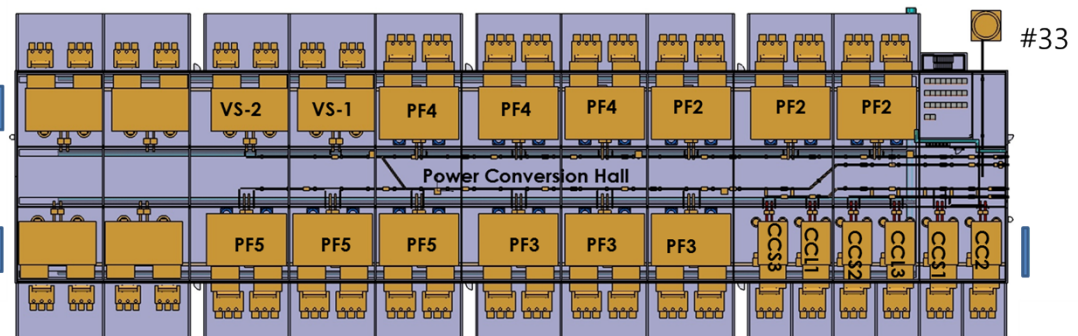 #33
VS-2
VS-1
PF4
PF4
PF4
PF2
PF2
PF2
Power Conversion Hall
PF5
PF5
PF5
PF3
PF3
PF3
CCS3
CCL1
CCS2
CCL3
CCS1
CC2